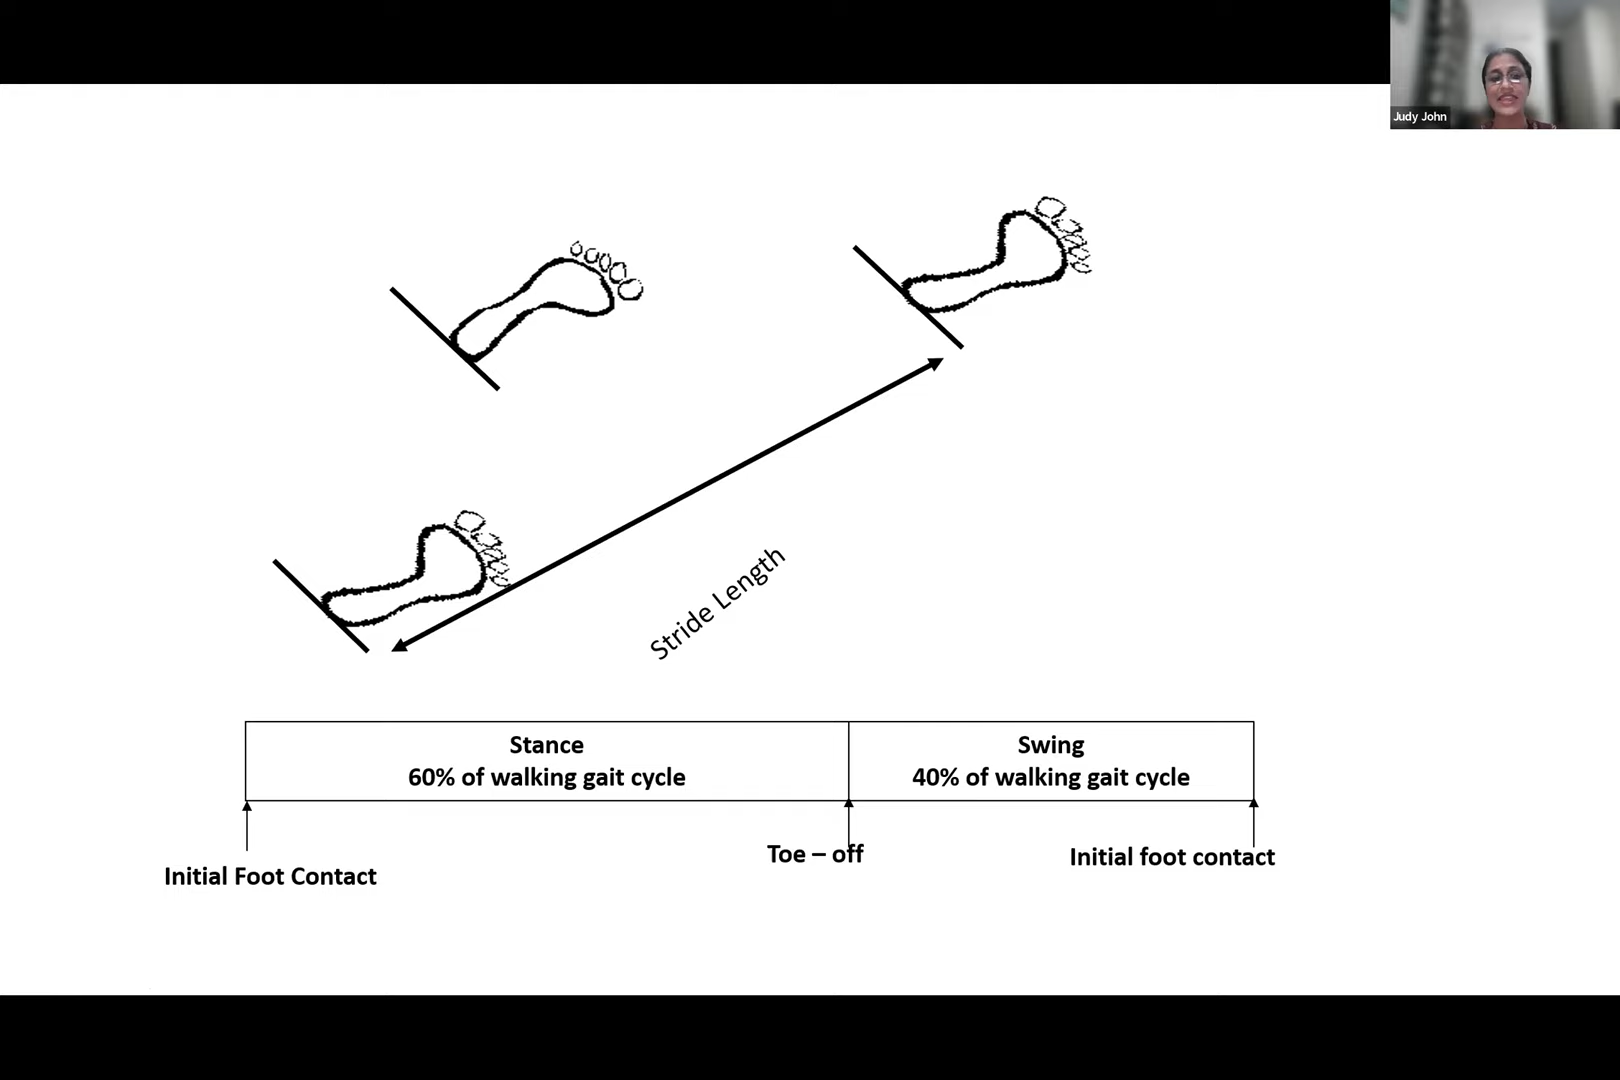 Judy John
Stride Length
Stance
60% of walking gait cycle
Swing
40% of walking gait cycle
Toe – off
Initial foot contact
Initial Foot Contact